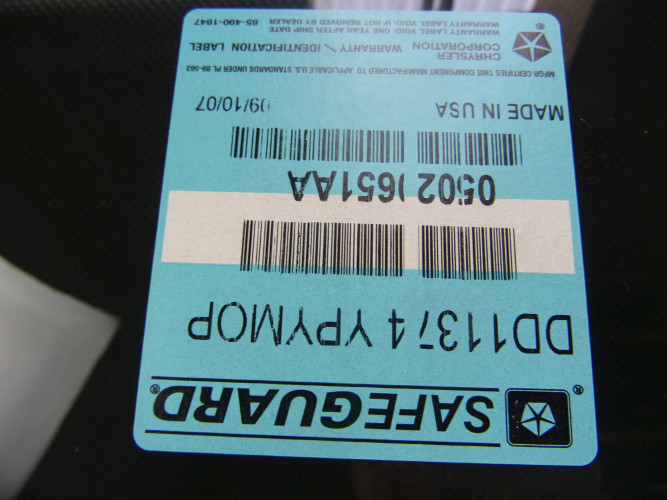 SAFEGUARD®
DD11374 YPYMOP
05020651AA
MADE IN USA 09/10/07
MFGR CERTIFIES THIS COMPONENT MANUFACTURED TO APPLICABLE U.S. STANDARDS UNDER PL 89-563
CHRYSLER
CORPORATION WARRANTY / IDENTIFICATION LABEL
WARRANTY LABEL VOID: ONE YEAR AFTER SHIP DATE
WARRANTY LABEL VOID: IF NOT REMOVED BY DEALER 85-490-1847